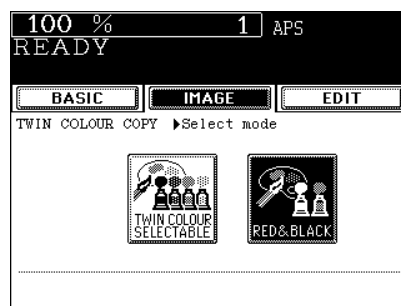 100 % 1 APS
READY
BASIC IMAGE EDIT
TWIN COLOUR COPY ▶Select mode
TWIN COLOUR SELECTABLE
RED&BLACK